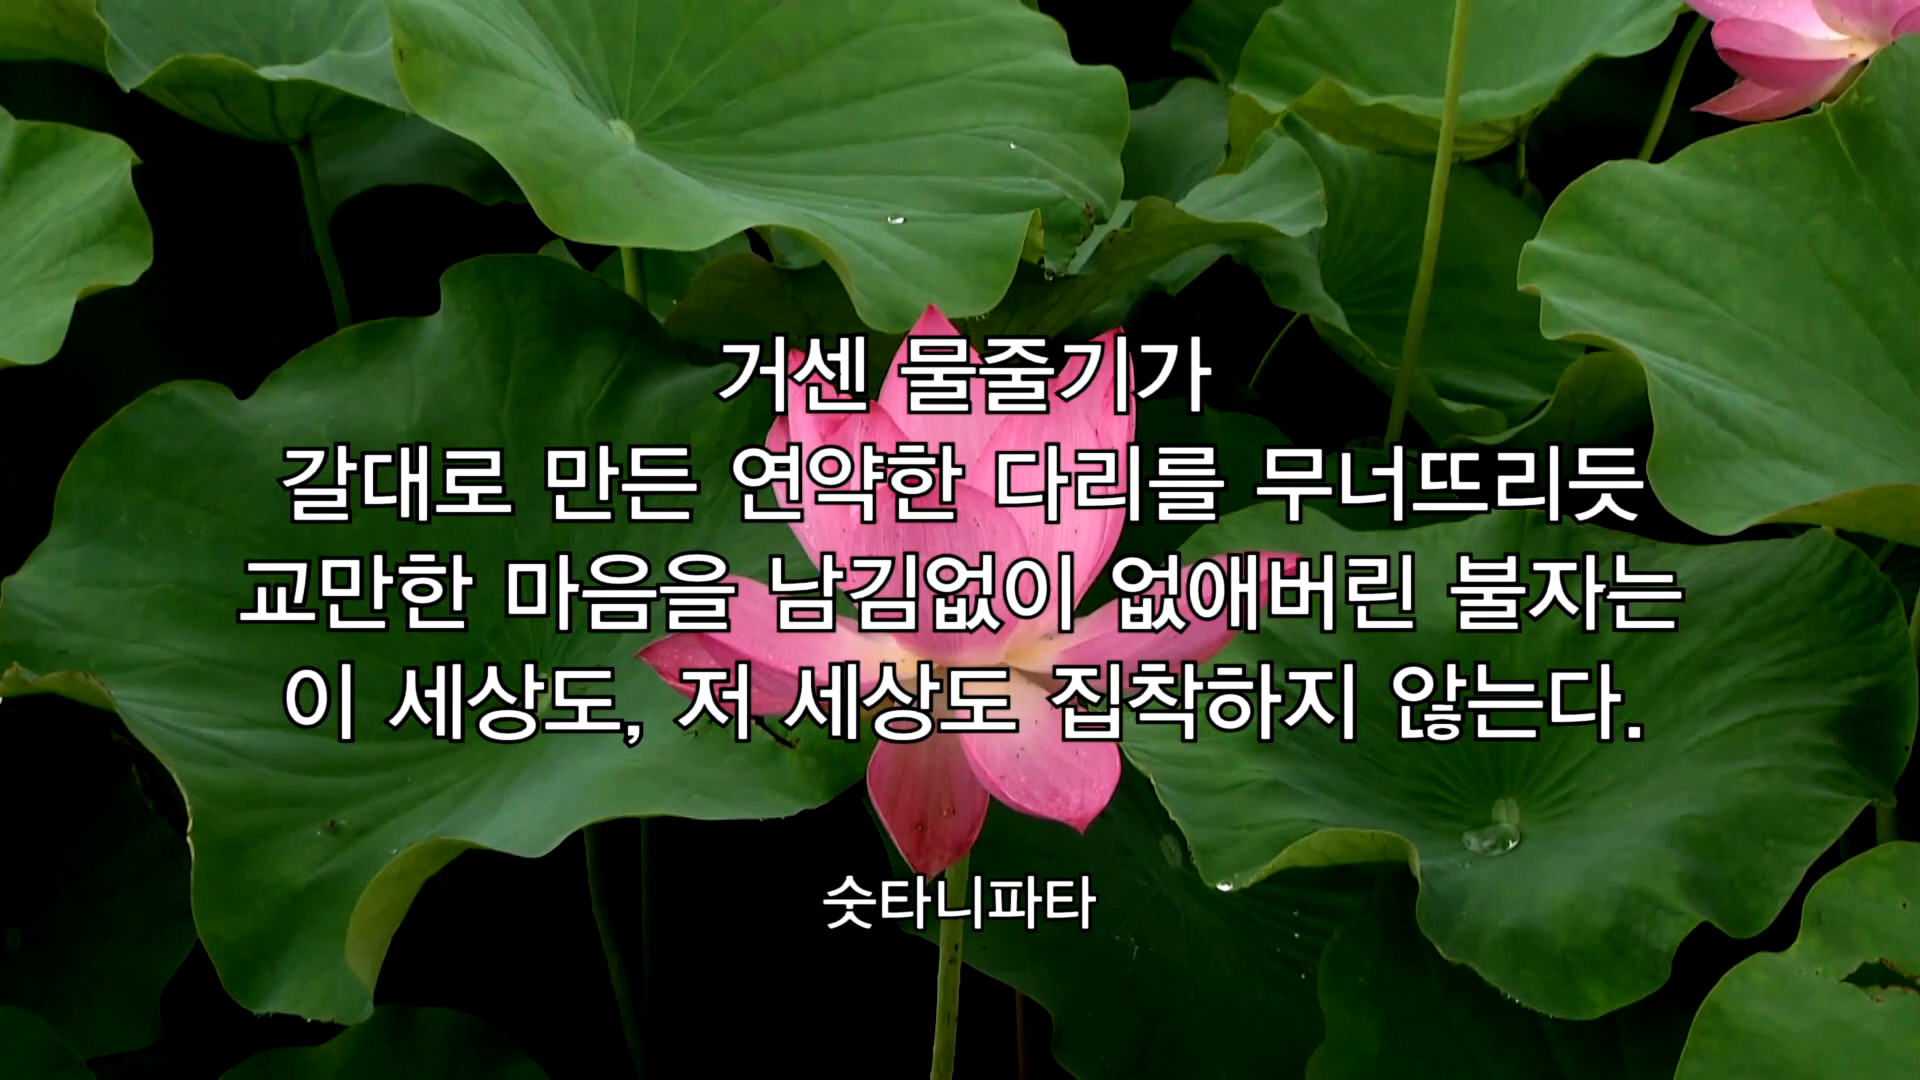 거센 물줄기가
갈대로 만든 연약한 다리를 무너뜨리듯
교만한 마음을 남김없이 없애버린 불자는
이 세상도, 저 세상도 집착하지 않는다.
숫타니파타